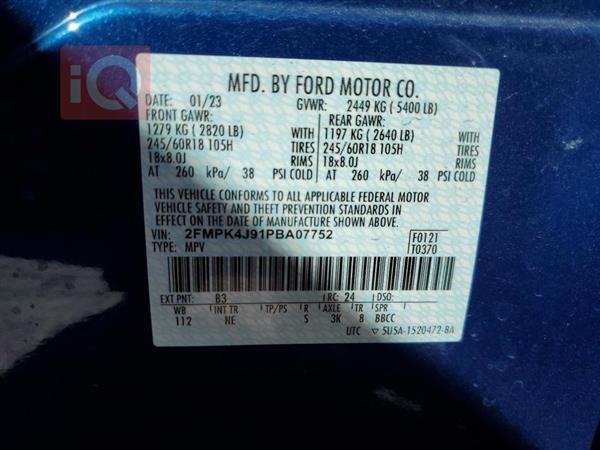 iQ
MFD. BY FORD MOTOR CO.
DATE: 01/23 GVWR: 2449 KG ( 5400 LB)
FRONT GAWR: REAR GAWR:
1279 KG ( 2820 LB) WITH 1197 KG ( 2640 LB) WITH
245/60R18 105H TIRES 245/60R18 105H TIRES
18x8.0J RIMS 18x8.0J RIMS
AT 260 kPa/ 38 PSI COLD AT 260 kPa/ 38 PSI COLD
THIS VEHICLE CONFORMS TO ALL APPLICABLE FEDERAL MOTOR
VEHICLE SAFETY AND THEFT PREVENTION STANDARDS IN
EFFECT ON THE DATE OF MANUFACTURE SHOWN ABOVE.
VIN: 2FMPK4J91PBA07752 F0121
TYPE: MPV T0370
EXT PNT: B3 RC: 24 DSO:
WB INT TR TP/PS R AXLE TR SPR
112 NE S 3K 8 BBCC
UTC ▽ 5U5A-1520472-BA